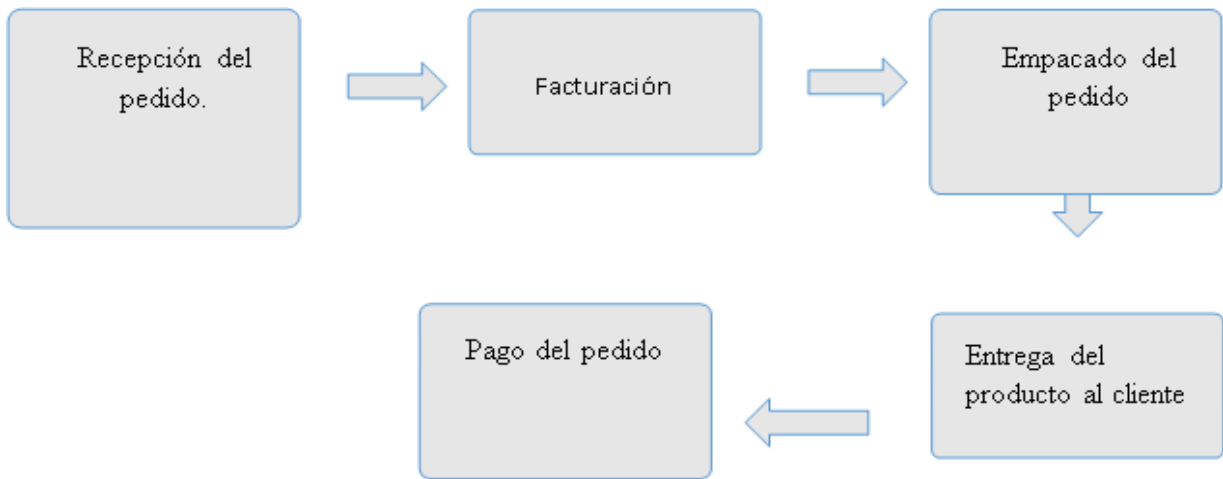 Recepción del
pedido.
Facturación
Empacado del
pedido
Entrega del
producto al cliente
Pago del pedido